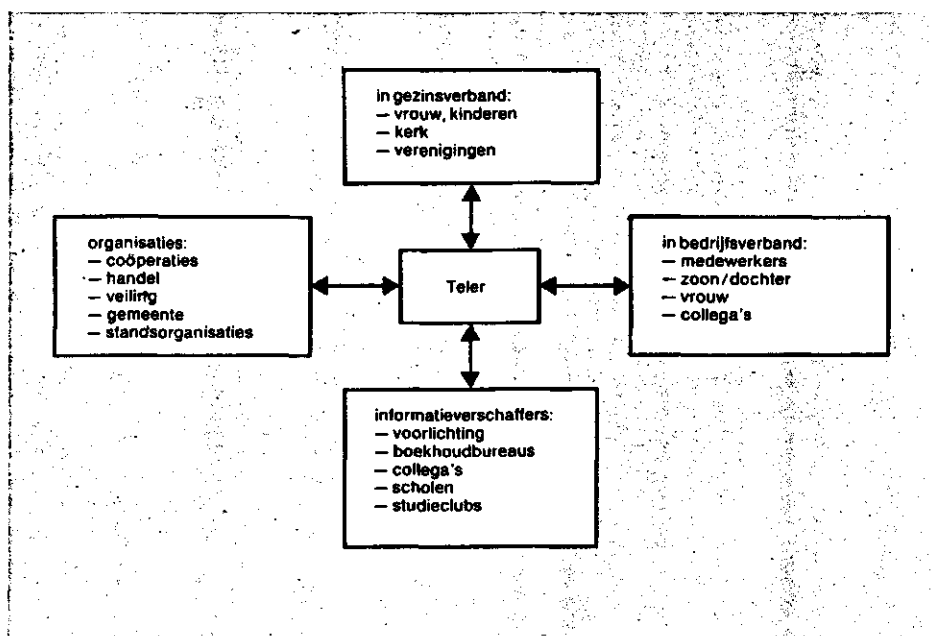 in gezinsverband:
– vrouw, kinderen
– kerk
– verenigingen
organisaties:
– coöperaties
– handel
– veiling
– gemeente
– standsorganisaties
Teler
in bedrijfsverband:
– medewerkers
– zoon/dochter
– vrouw
– collega's
informatieverschaffers:
– voorlichting
– boekhoudbureaus
– collega's
– scholen
– studieclubs